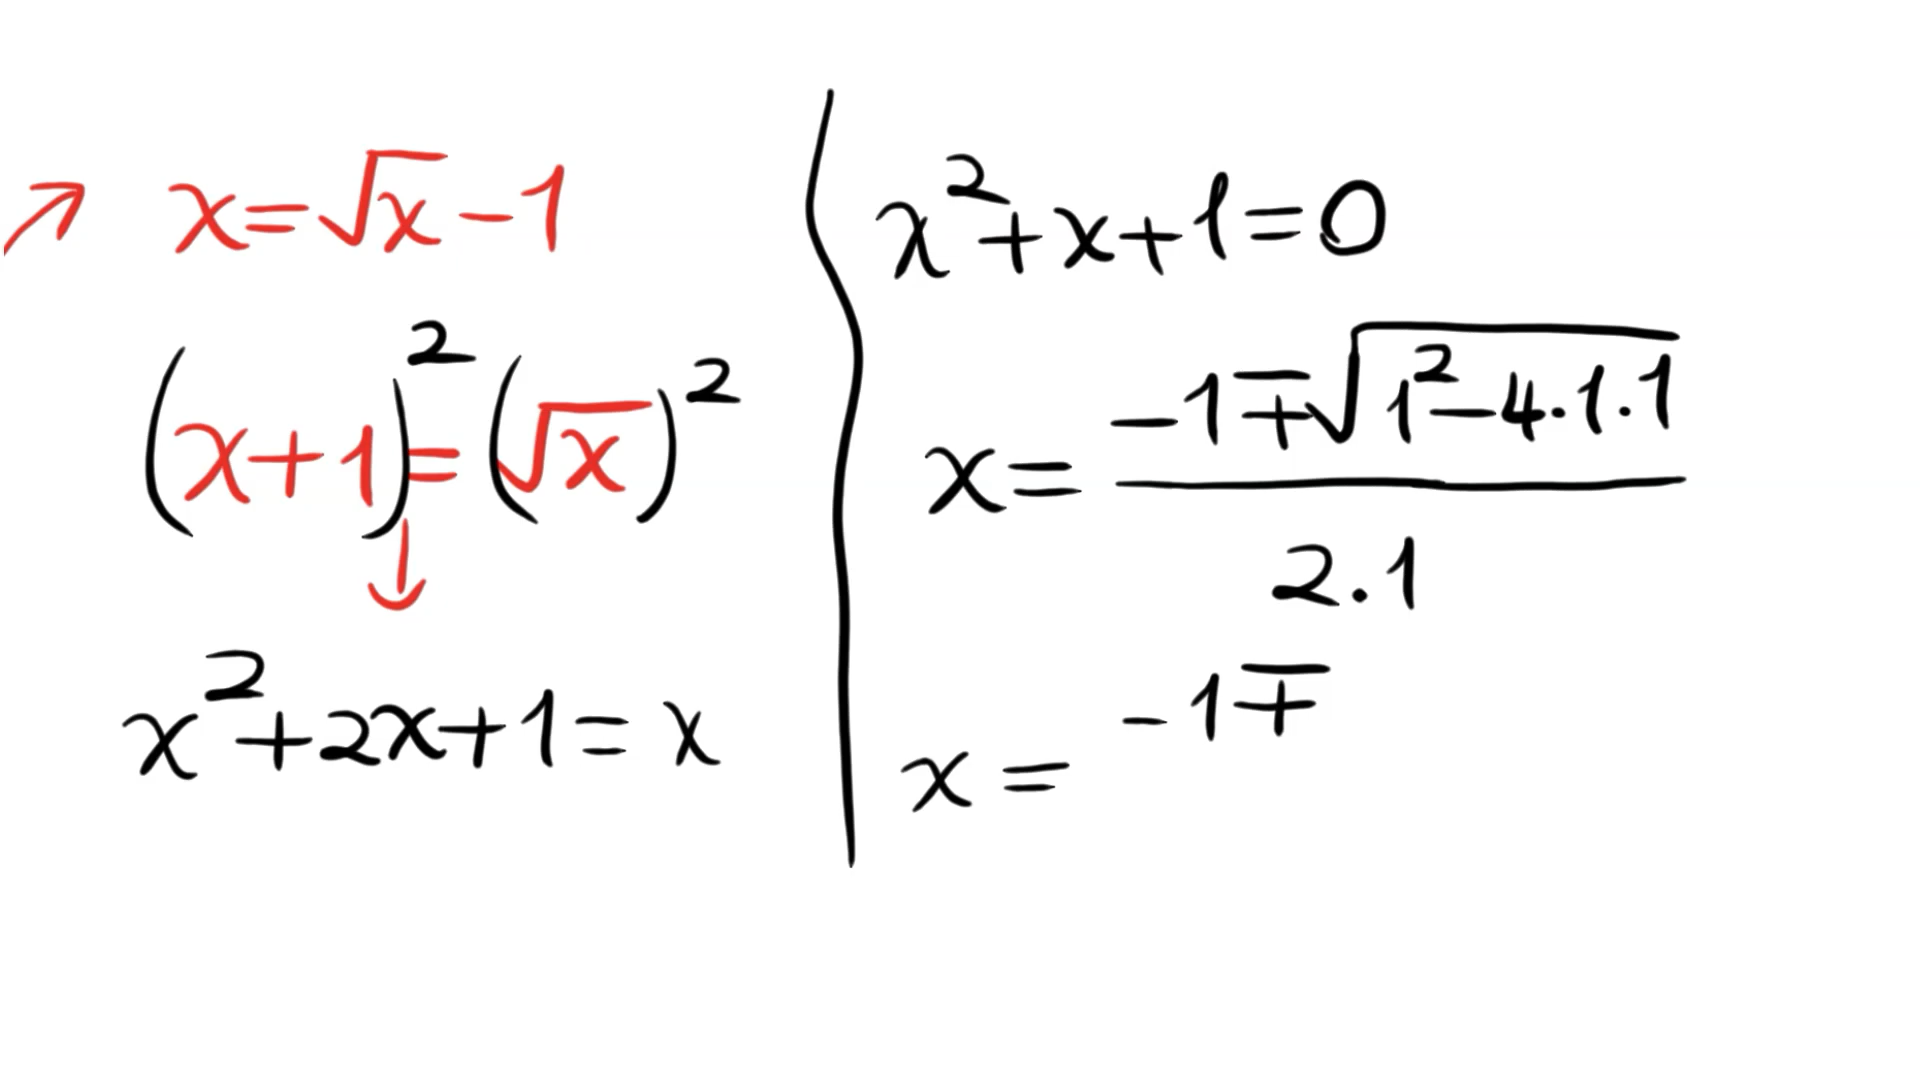 x=√x-1
(x+1)²=(√x)²
x²+2x+1=x
x²+x+1=0
x=(-1∓√(1²-4·1·1))/(2.1)
x=-1∓